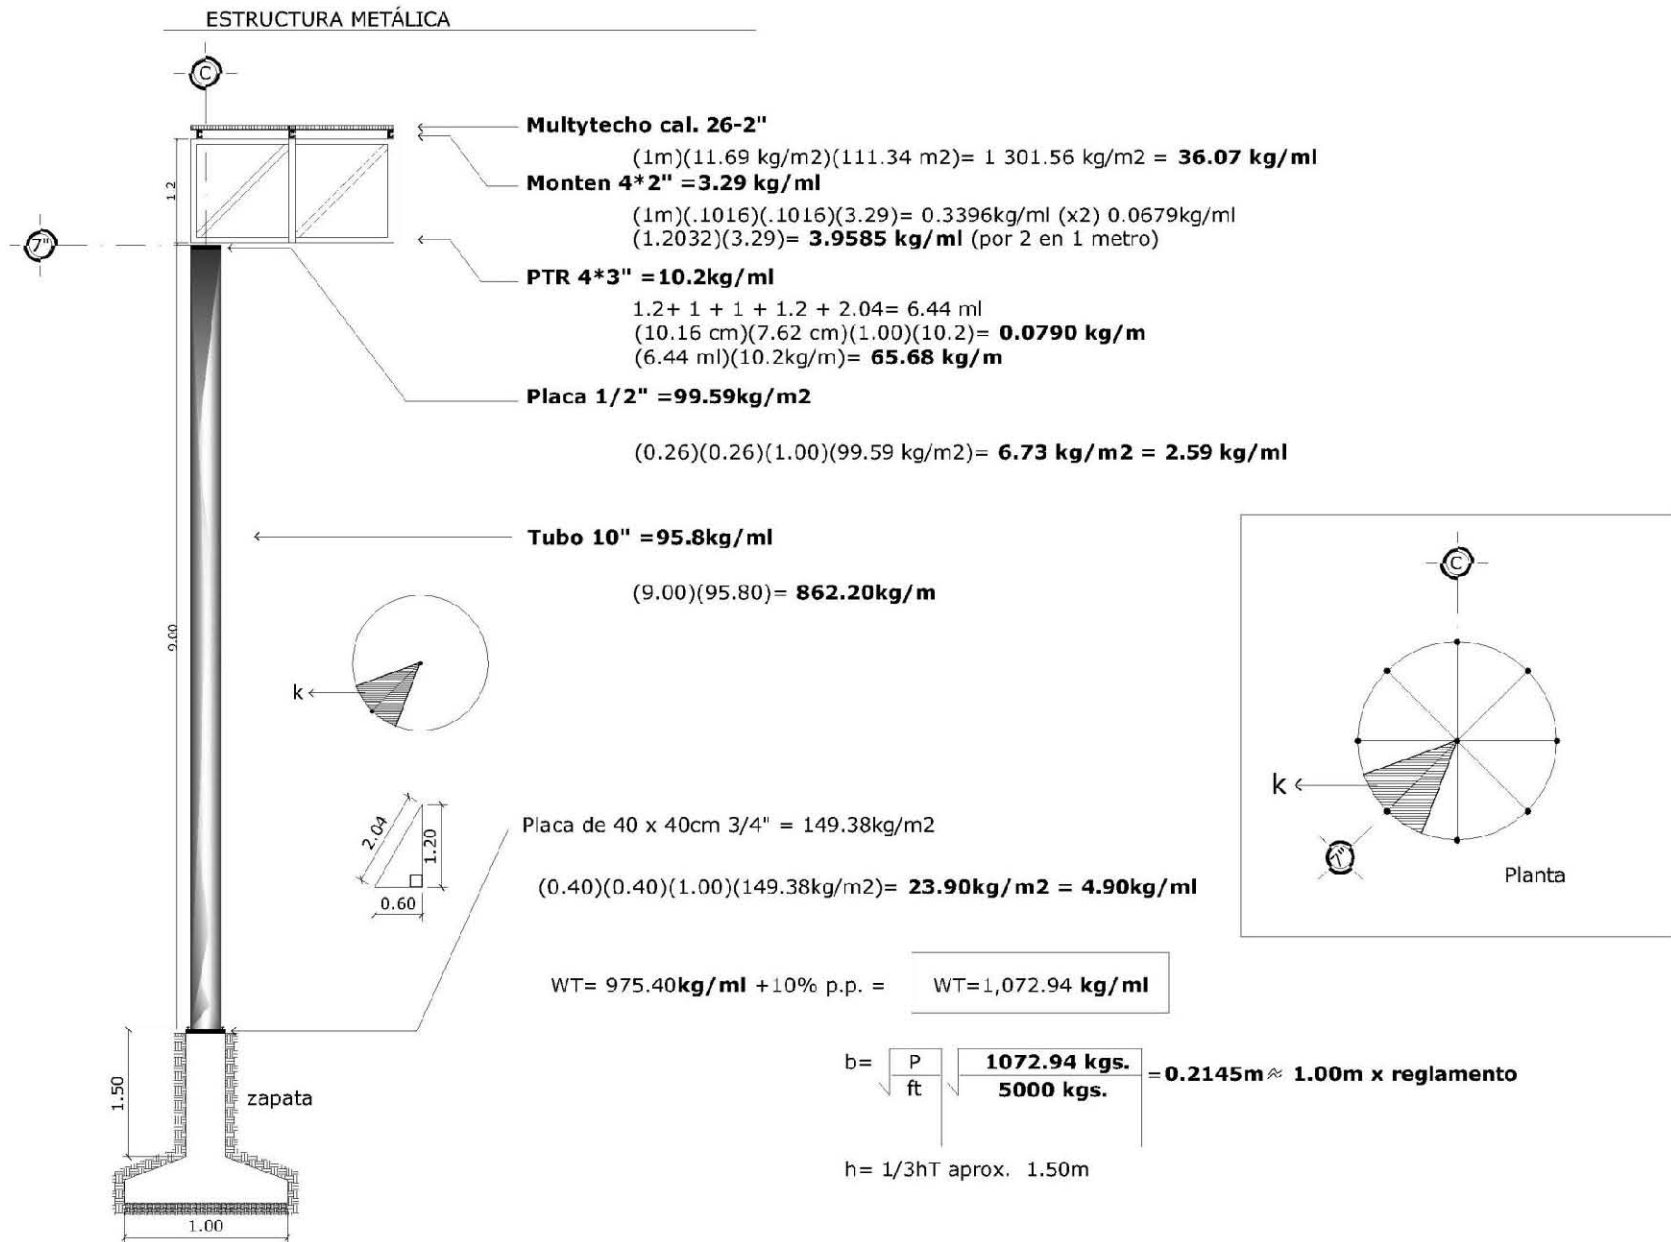 ESTRUCTURA METÁLICA
C
Multytecho cal. 26-2"
(1m)(11.69 kg/m2)(111.34 m2)= 1 301.56 kg/m2 = 36.07 kg/ml
Monten 4*2" =3.29 kg/ml
(1m)(.1016)(.1016)(3.29)= 0.3396kg/ml (x2) 0.0679kg/ml
(1.2032)(3.29)= 3.9585 kg/ml (por 2 en 1 metro)
1.2
7"
PTR 4*3" =10.2kg/ml
1.2+ 1 + 1 + 1.2 + 2.04= 6.44 ml
(10.16 cm)(7.62 cm)(1.00)(10.2)= 0.0790 kg/m
(6.44 ml)(10.2kg/m)= 65.68 kg/m
Placa 1/2" =99.59kg/m2
(0.26)(0.26)(1.00)(99.59 kg/m2)= 6.73 kg/m2 = 2.59 kg/ml
Tubo 10" =95.8kg/ml
(9.00)(95.80)= 862.20kg/m
9.00
k
C
k
7"
Planta
2.04
1.20
0.60
Placa de 40 x 40cm 3/4" = 149.38kg/m2
(0.40)(0.40)(1.00)(149.38kg/m2)= 23.90kg/m2 = 4.90kg/ml
WT= 975.40kg/ml +10% p.p. = WT=1,072.94 kg/ml
b= √ P/ft √ 1072.94 kgs./5000 kgs. =0.2145m≈ 1.00m x reglamento
h= 1/3hT aprox. 1.50m
1.50
zapata
1.00